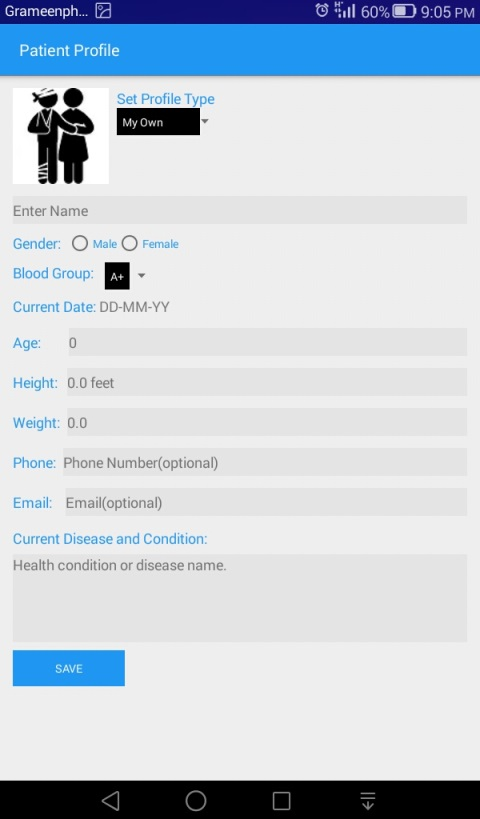 Grameenph... 60% 9:05 PM
Patient Profile
Set Profile Type
My Own
Enter Name
Gender: Male Female
Blood Group: A+
Current Date: DD-MM-YY
Age: 0
Height: 0.0 feet
Weight: 0.0
Phone: Phone Number(optional)
Email: Email(optional)
Current Disease and Condition:
Health condition or disease name.
SAVE